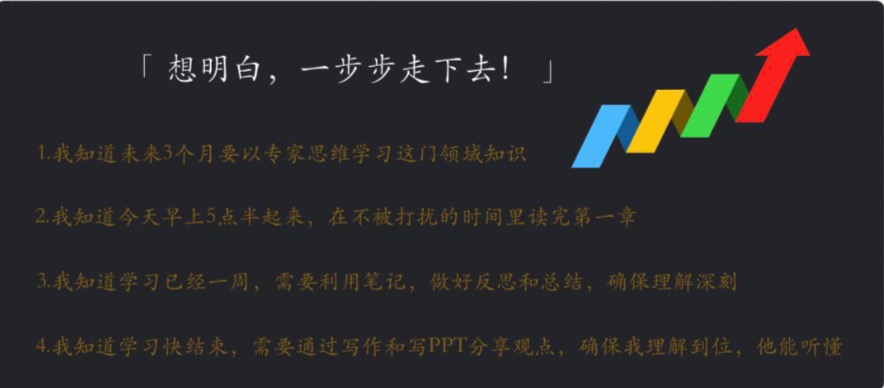 「 想明白，一步步走下去！ 」
1.我知道未来3个月要以专家思维学习这门领域知识
2.我知道今天早上5点半起来，在不被打扰的时间里读完第一章
3.我知道学习已经一周，需要利用笔记，做好反思和总结，确保理解深刻
4.我知道学习快结束，需要通过写作和写PPT分享观点，确保我理解到位，他能听懂